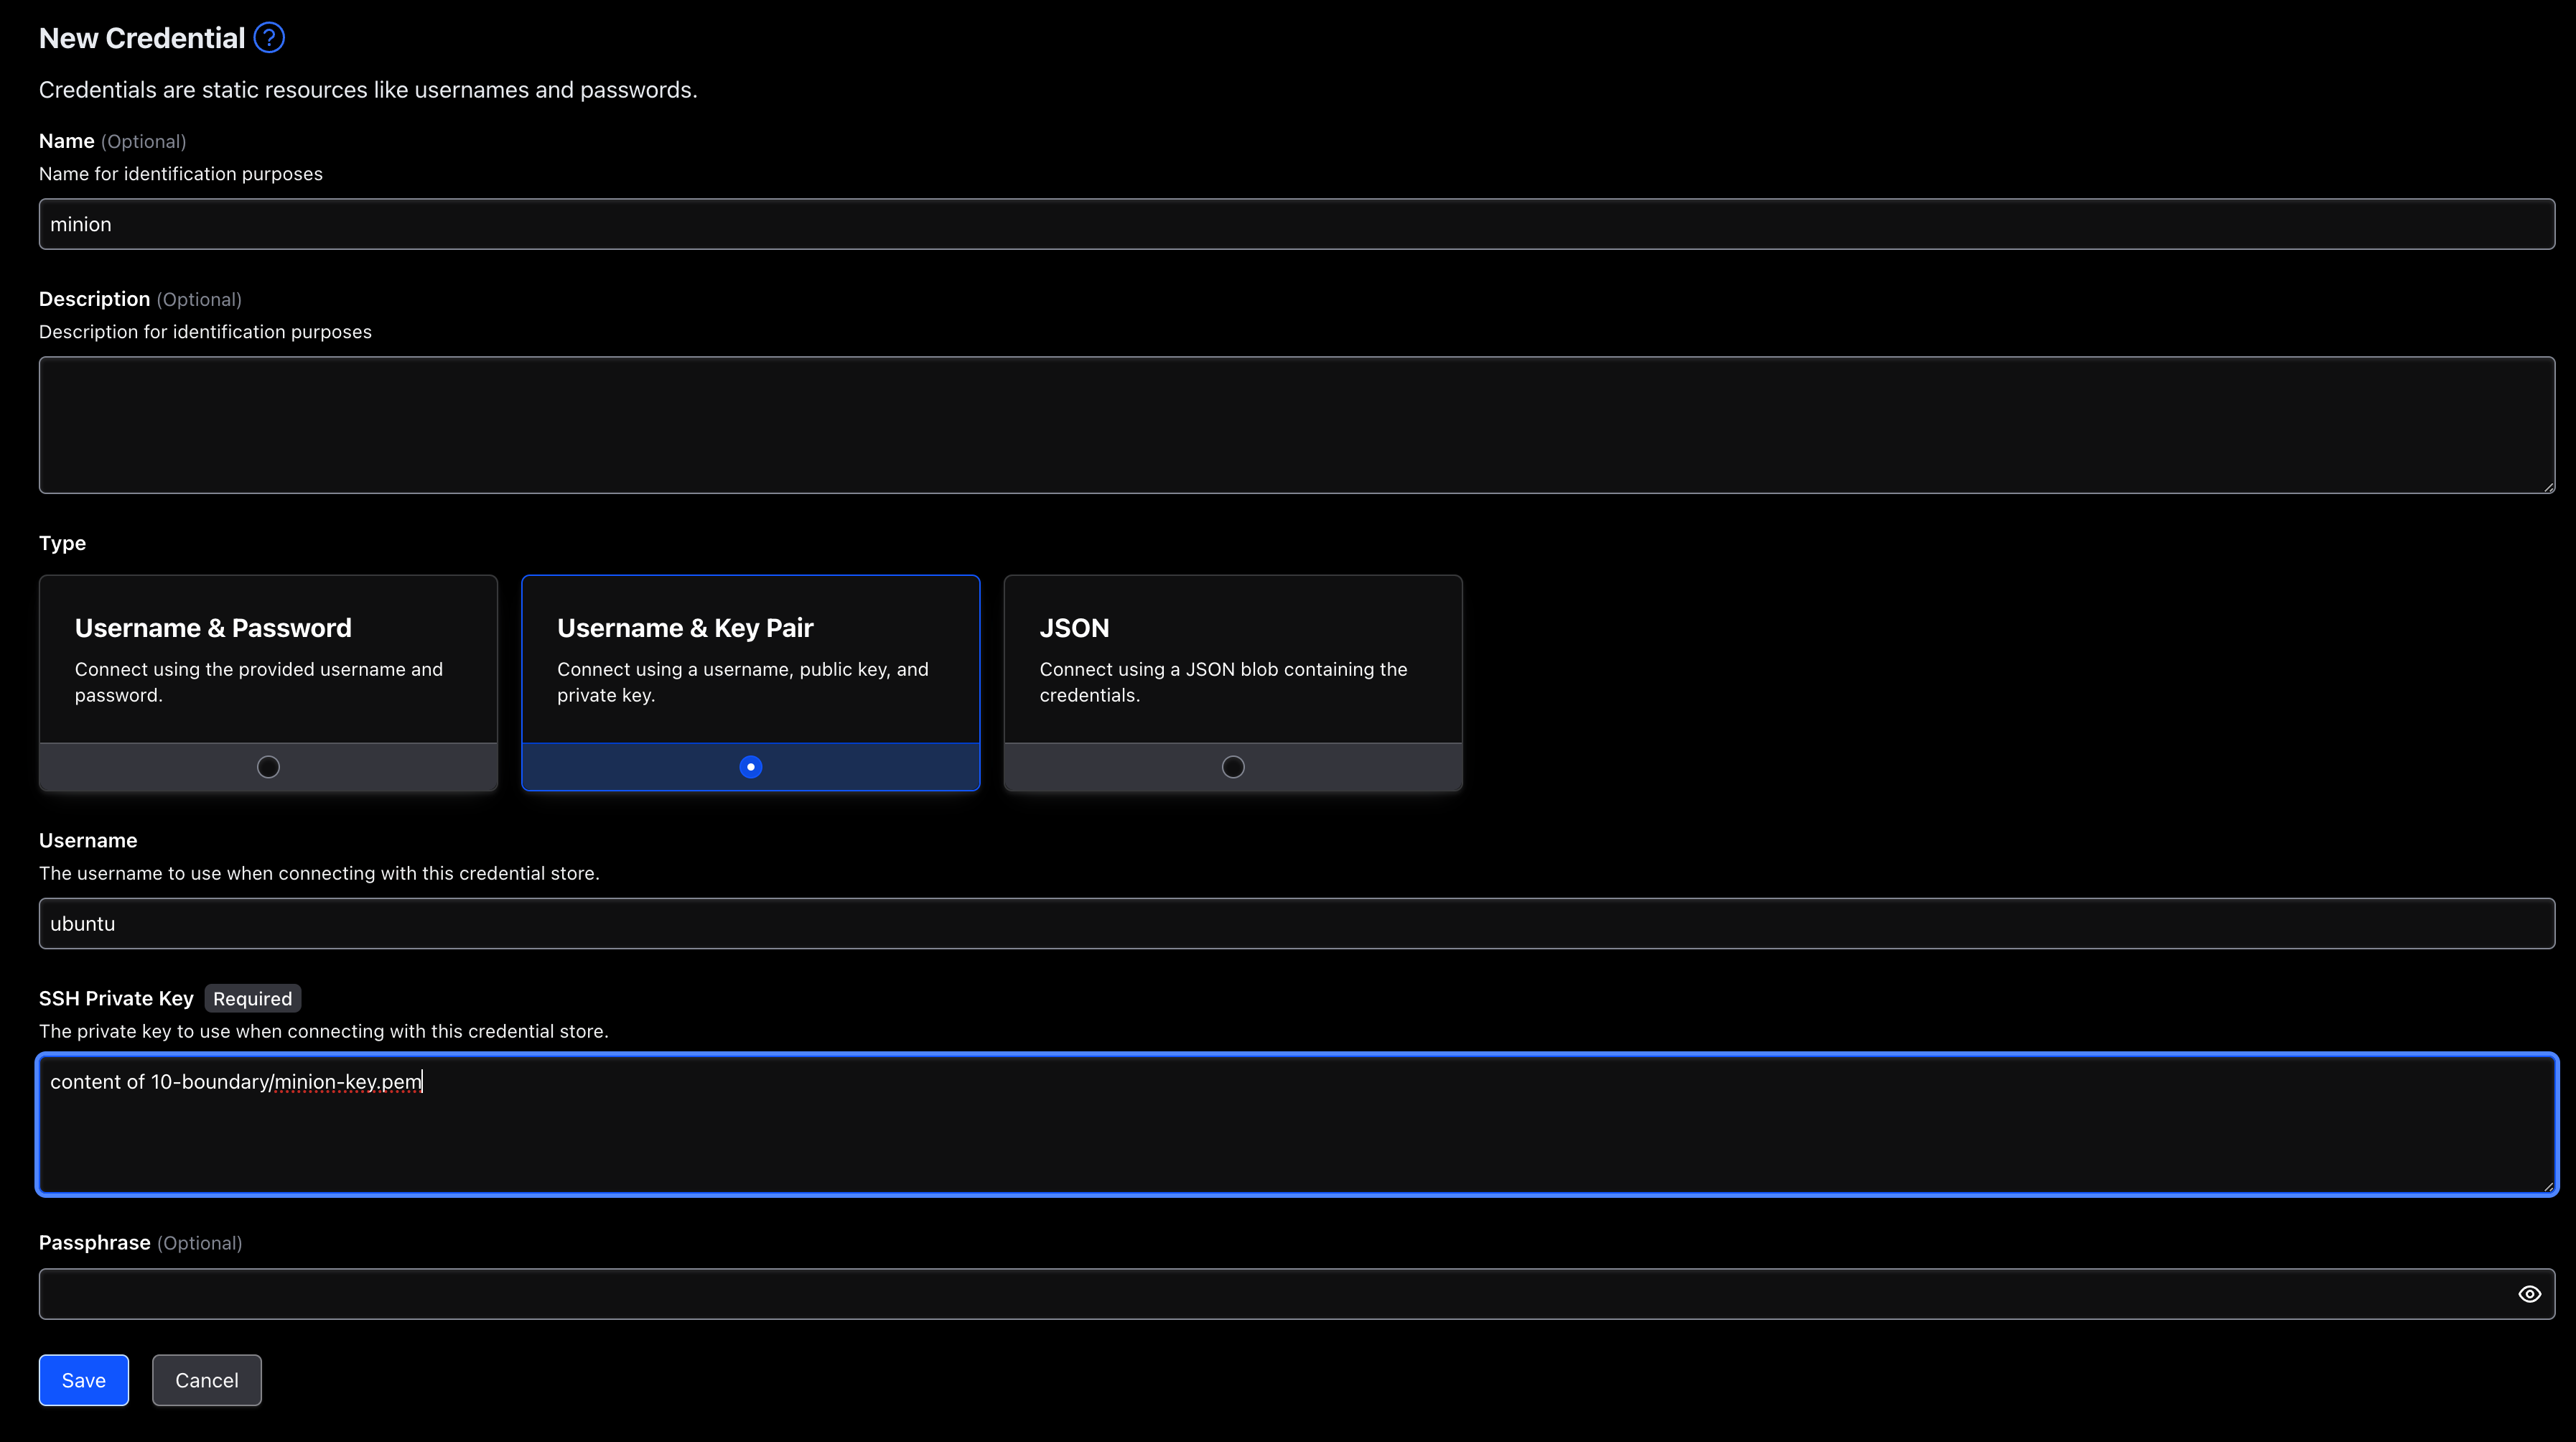 New Credential ?
Credentials are static resources like usernames and passwords.
Name (Optional)
Name for identification purposes
minion
Description (Optional)
Description for identification purposes
Type
Username & Password
Connect using the provided username and
password.
Username & Key Pair
Connect using a username, public key, and
private key.
JSON
Connect using a JSON blob containing the
credentials.
Username
The username to use when connecting with this credential store.
ubuntu
SSH Private Key Required
The private key to use when connecting with this credential store.
content of 10-boundary/minion-key.pem
Passphrase (Optional)
Save Cancel